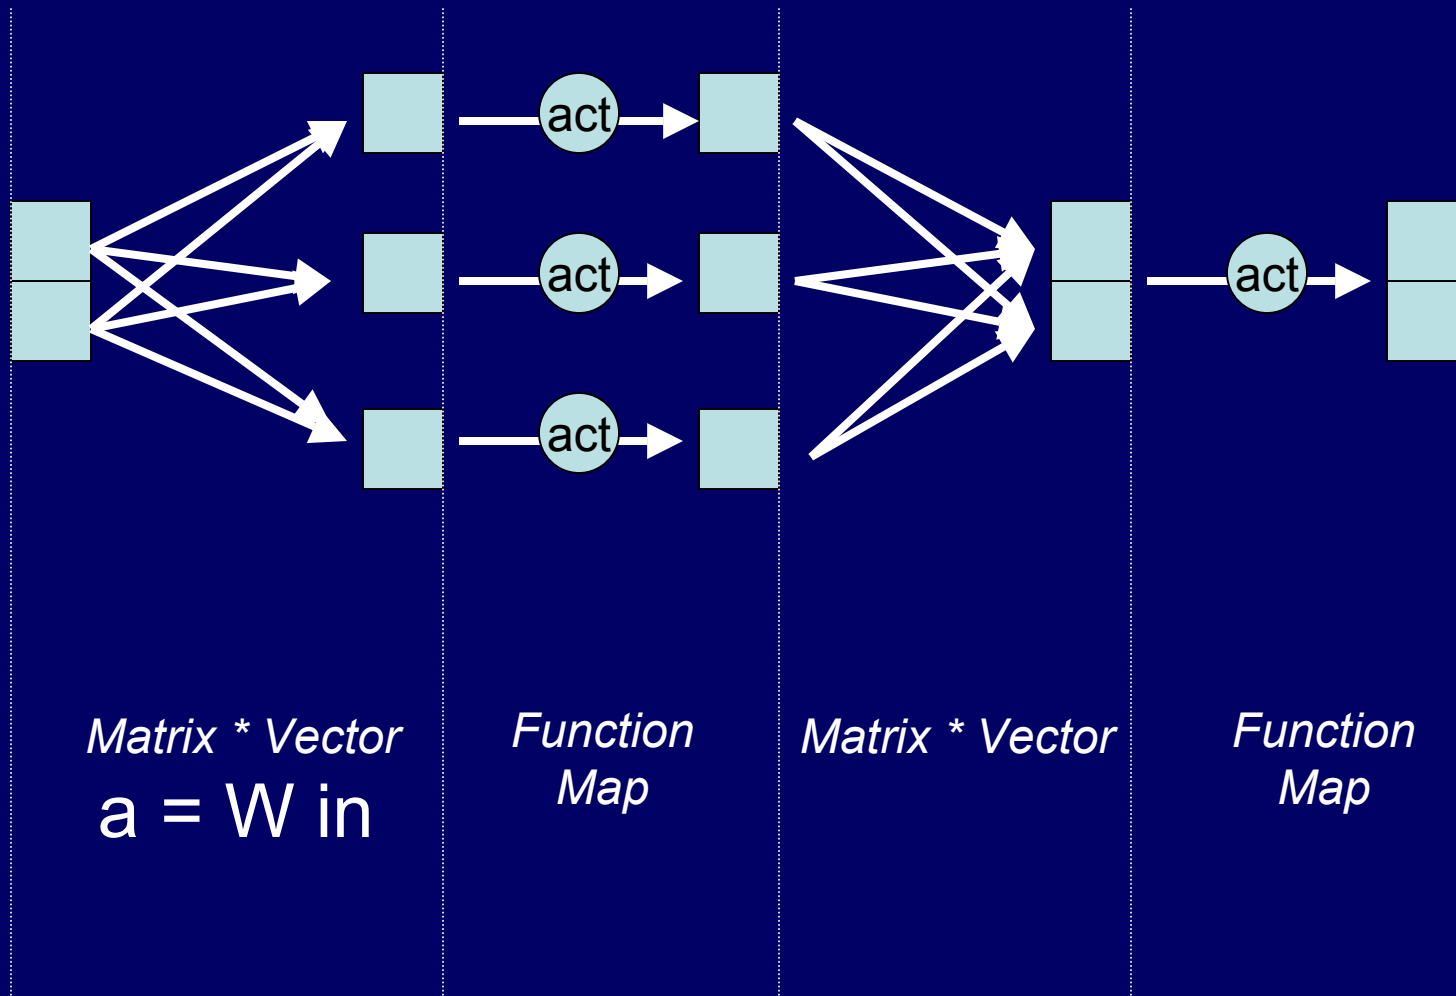 act
act
act
act
Matrix * Vector
a = W in
Function
Map
Matrix * Vector
Function
Map